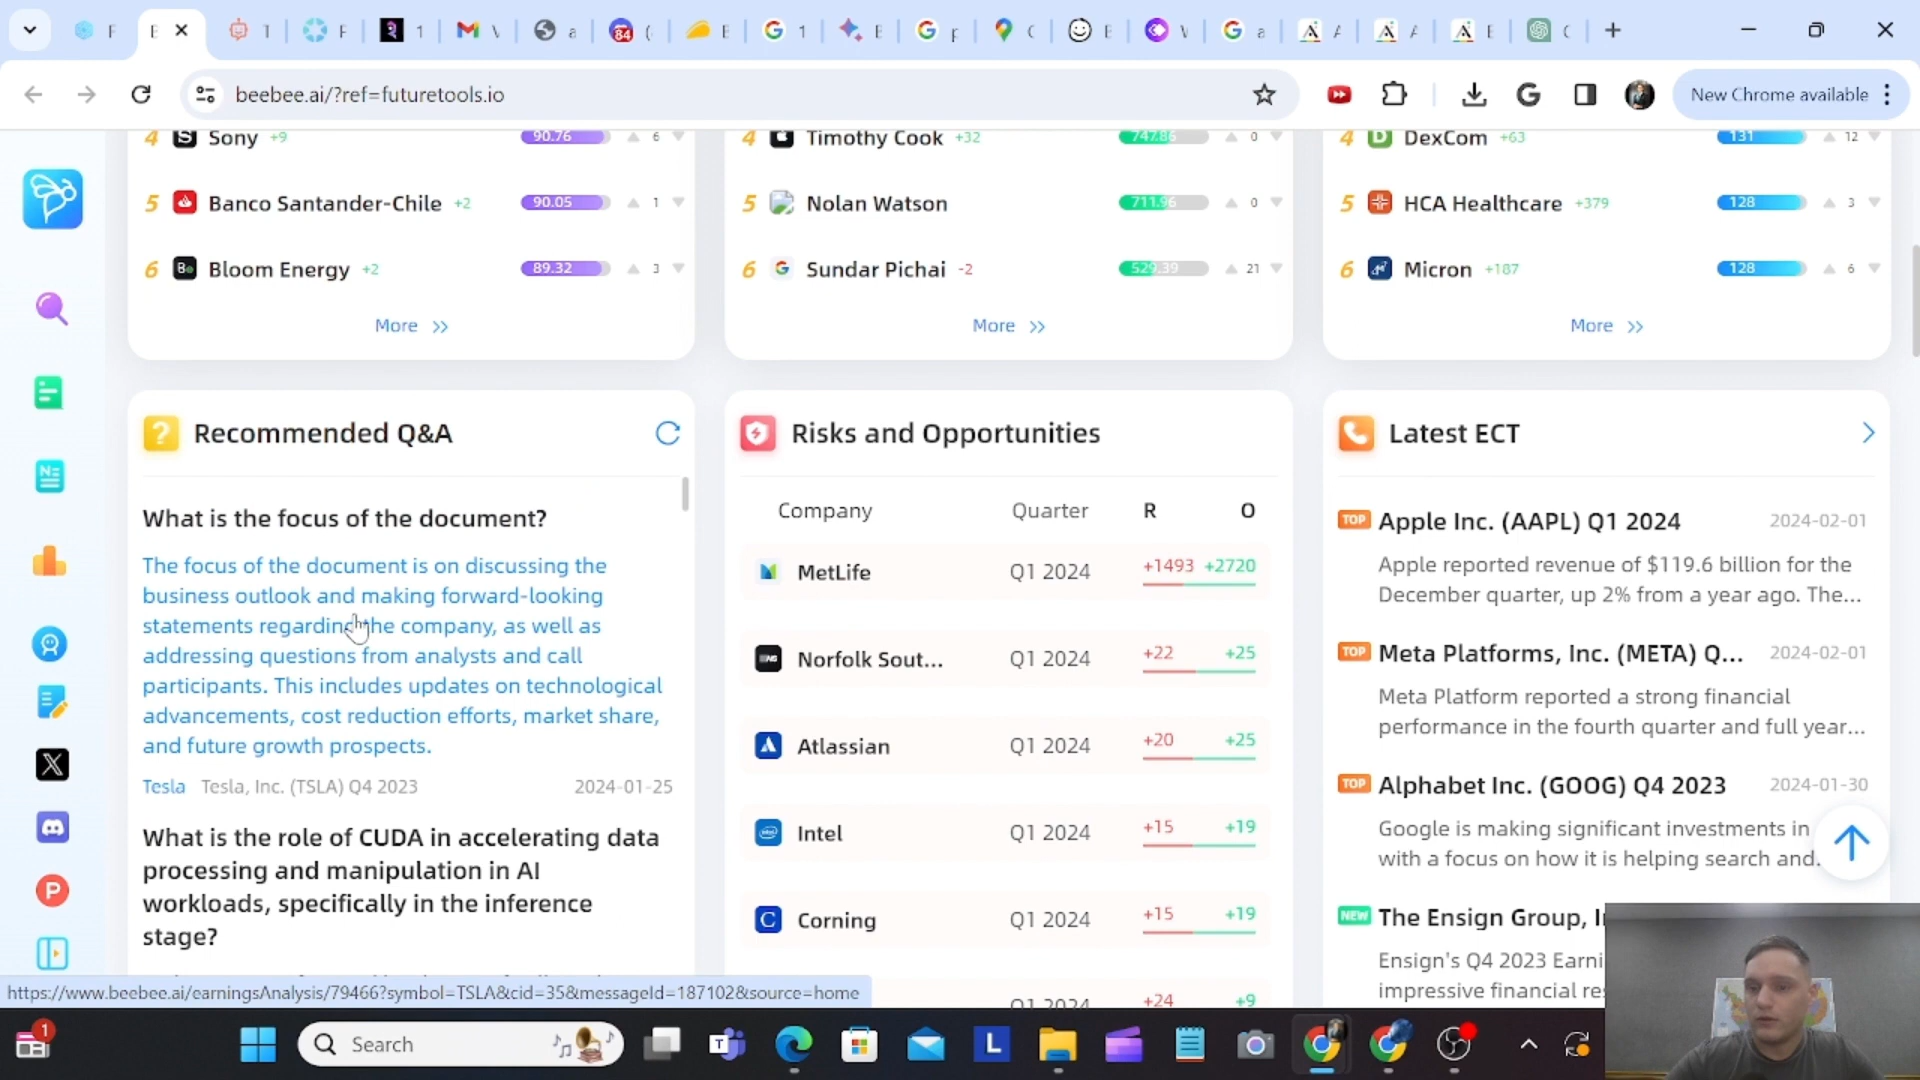 beebee.ai/?ref=futuretools.io
New Chrome available
4 Sony +9 90.76 6
5 Banco Santander-Chile +2 90.05 1
6 Bloom Energy +2 89.32 3
More
4 Timothy Cook +32 747.86 0
5 Nolan Watson 711.96 0
6 Sundar Pichai -2 529.39 21
More
4 DexCom +63 131 12
5 HCA Healthcare +379 128 3
6 Micron +187 128 6
More
Recommended Q&A
What is the focus of the document?
The focus of the document is on discussing the
business outlook and making forward-looking
statements regarding the company, as well as
addressing questions from analysts and call
participants. This includes updates on technological
advancements, cost reduction efforts, market share,
and future growth prospects.
Tesla Tesla, Inc. (TSLA) Q4 2023 2024-01-25
What is the role of CUDA in accelerating data
processing and manipulation in AI
workloads, specifically in the inference
stage?
Risks and Opportunities
Company Quarter R O
MetLife Q1 2024 +1493 +2720
Norfolk Sout... Q1 2024 +22 +25
Atlassian Q1 2024 +20 +25
Intel Q1 2024 +15 +19
Corning Q1 2024 +15 +19
Q1 2024 +24 +9
Latest ECT
TOP Apple Inc. (AAPL) Q1 2024 2024-02-01
Apple reported revenue of $119.6 billion for the
December quarter, up 2% from a year ago. The...
TOP Meta Platforms, Inc. (META) Q... 2024-02-01
Meta Platform reported a strong financial
performance in the fourth quarter and full year...
TOP Alphabet Inc. (GOOG) Q4 2023 2024-01-30
Google is making significant investments in
with a focus on how it is helping search and...
NEW The Ensign Group,
Ensign's Q4 2023 Earni
impressive financial re
https://www.beebee.ai/earningsAnalysis/79466?symbol=TSLA&cid=35&messageId=187102&source=home
1
Search